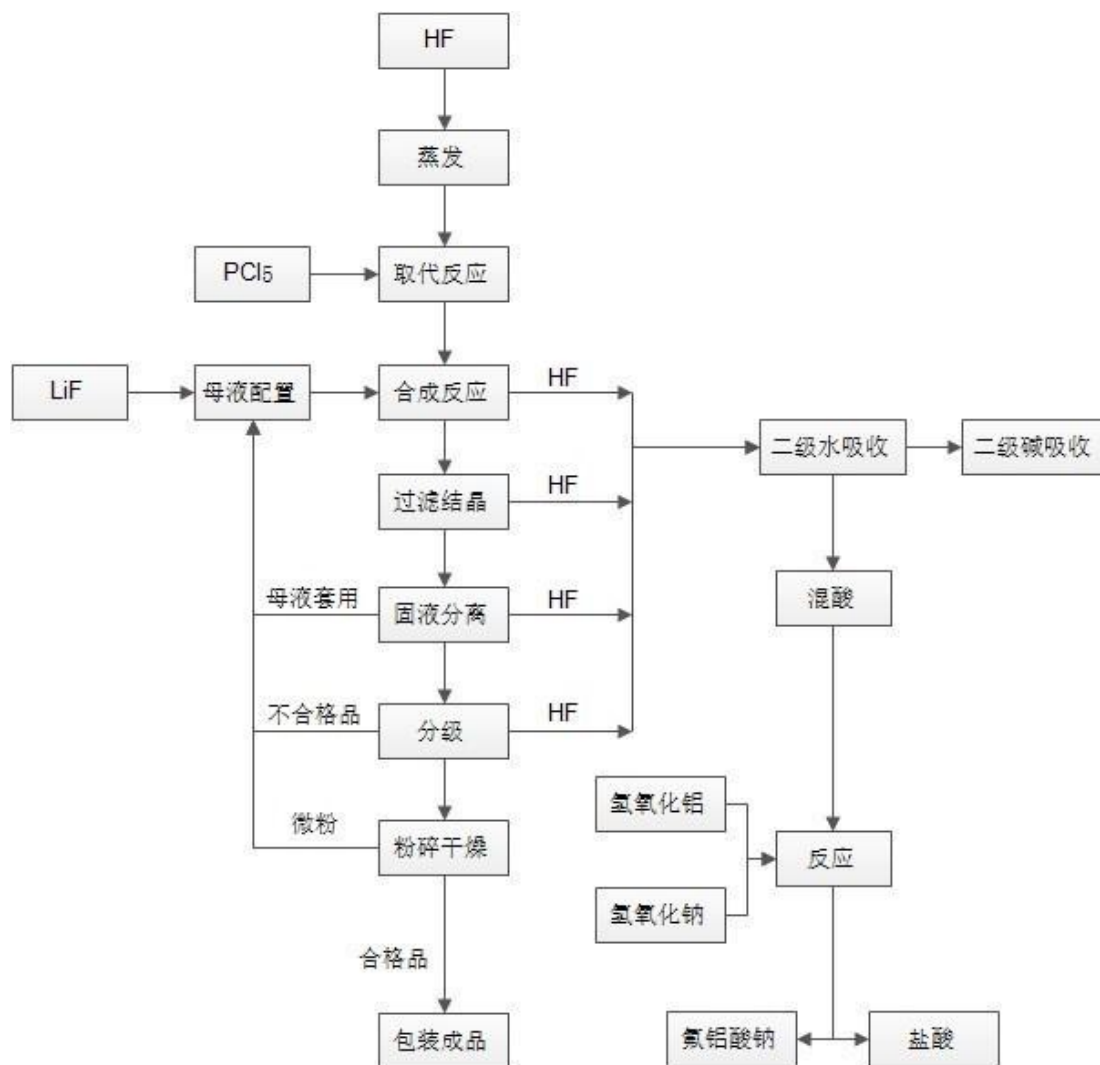 HF
蒸发
PCl5
取代反应
LiF
母液配置
合成反应
HF
二级水吸收
二级碱吸收
过滤结晶
HF
混酸
母液套用
固液分离
HF
不合格品
分级
HF
氢氧化铝
微粉
粉碎干燥
反应
氢氧化钠
合格品
包装成品
氟铝酸钠
盐酸